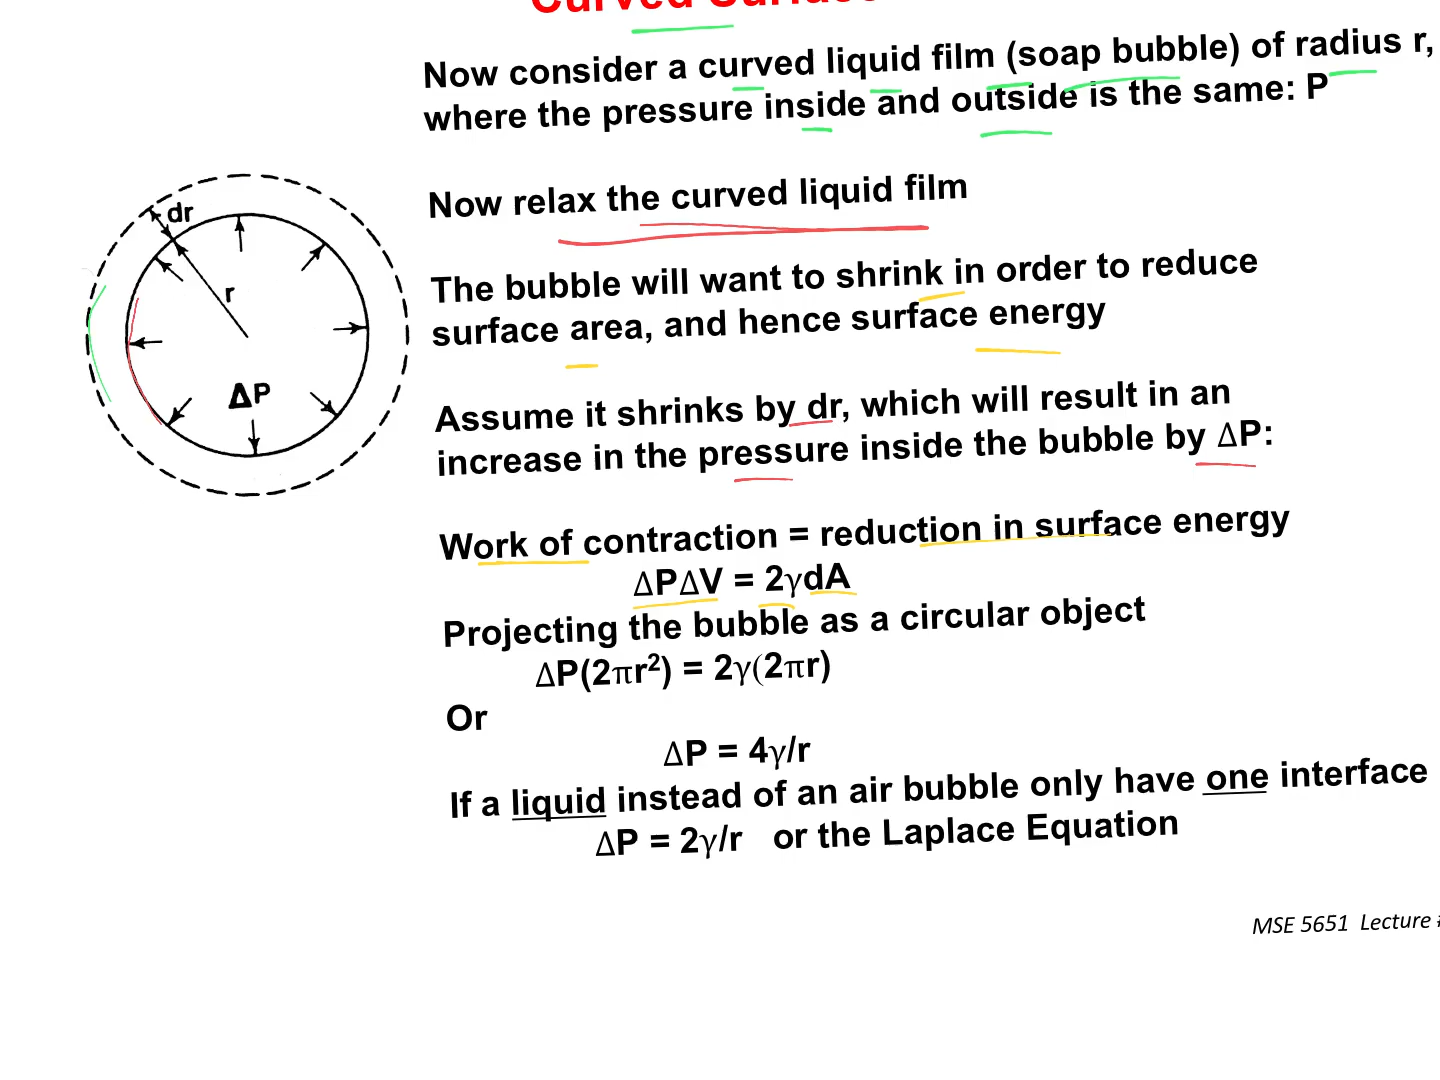 Curved Surface
Now consider a curved liquid film (soap bubble) of radius r,
where the pressure inside and outside is the same: P
Now relax the curved liquid film
dr
r
ΔP
The bubble will want to shrink in order to reduce
surface area, and hence surface energy
Assume it shrinks by dr, which will result in an
increase in the pressure inside the bubble by ΔP:
Work of contraction = reduction in surface energy
ΔPΔV = 2γdA
Projecting the bubble as a circular object
ΔP(2πr²) = 2γ(2πr)
Or
ΔP = 4γ/r
If a liquid instead of an air bubble only have one interface
ΔP = 2γ/r or the Laplace Equation
MSE 5651 Lecture #